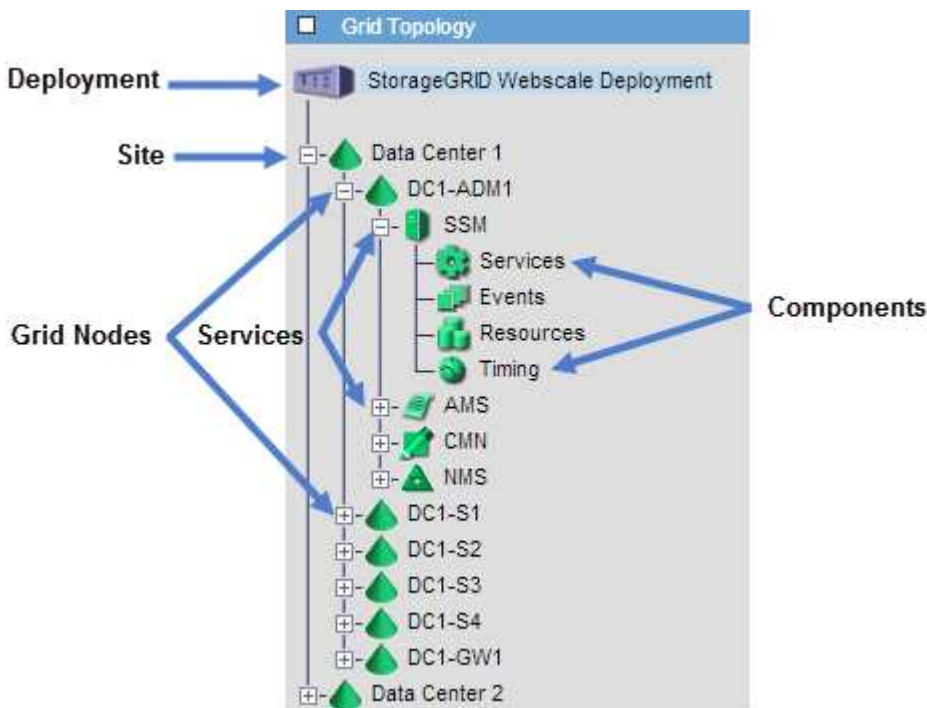 Grid Topology
Deployment
StorageGRID Webscale Deployment
Site
Data Center 1
DC1-ADM1
SSM
Services
Events
Components
Grid Nodes
Services
Resources
Timing
AMS
CMN
NMS
DC1-S1
DC1-S2
DC1-S3
DC1-S4
DC1-GW1
Data Center 2